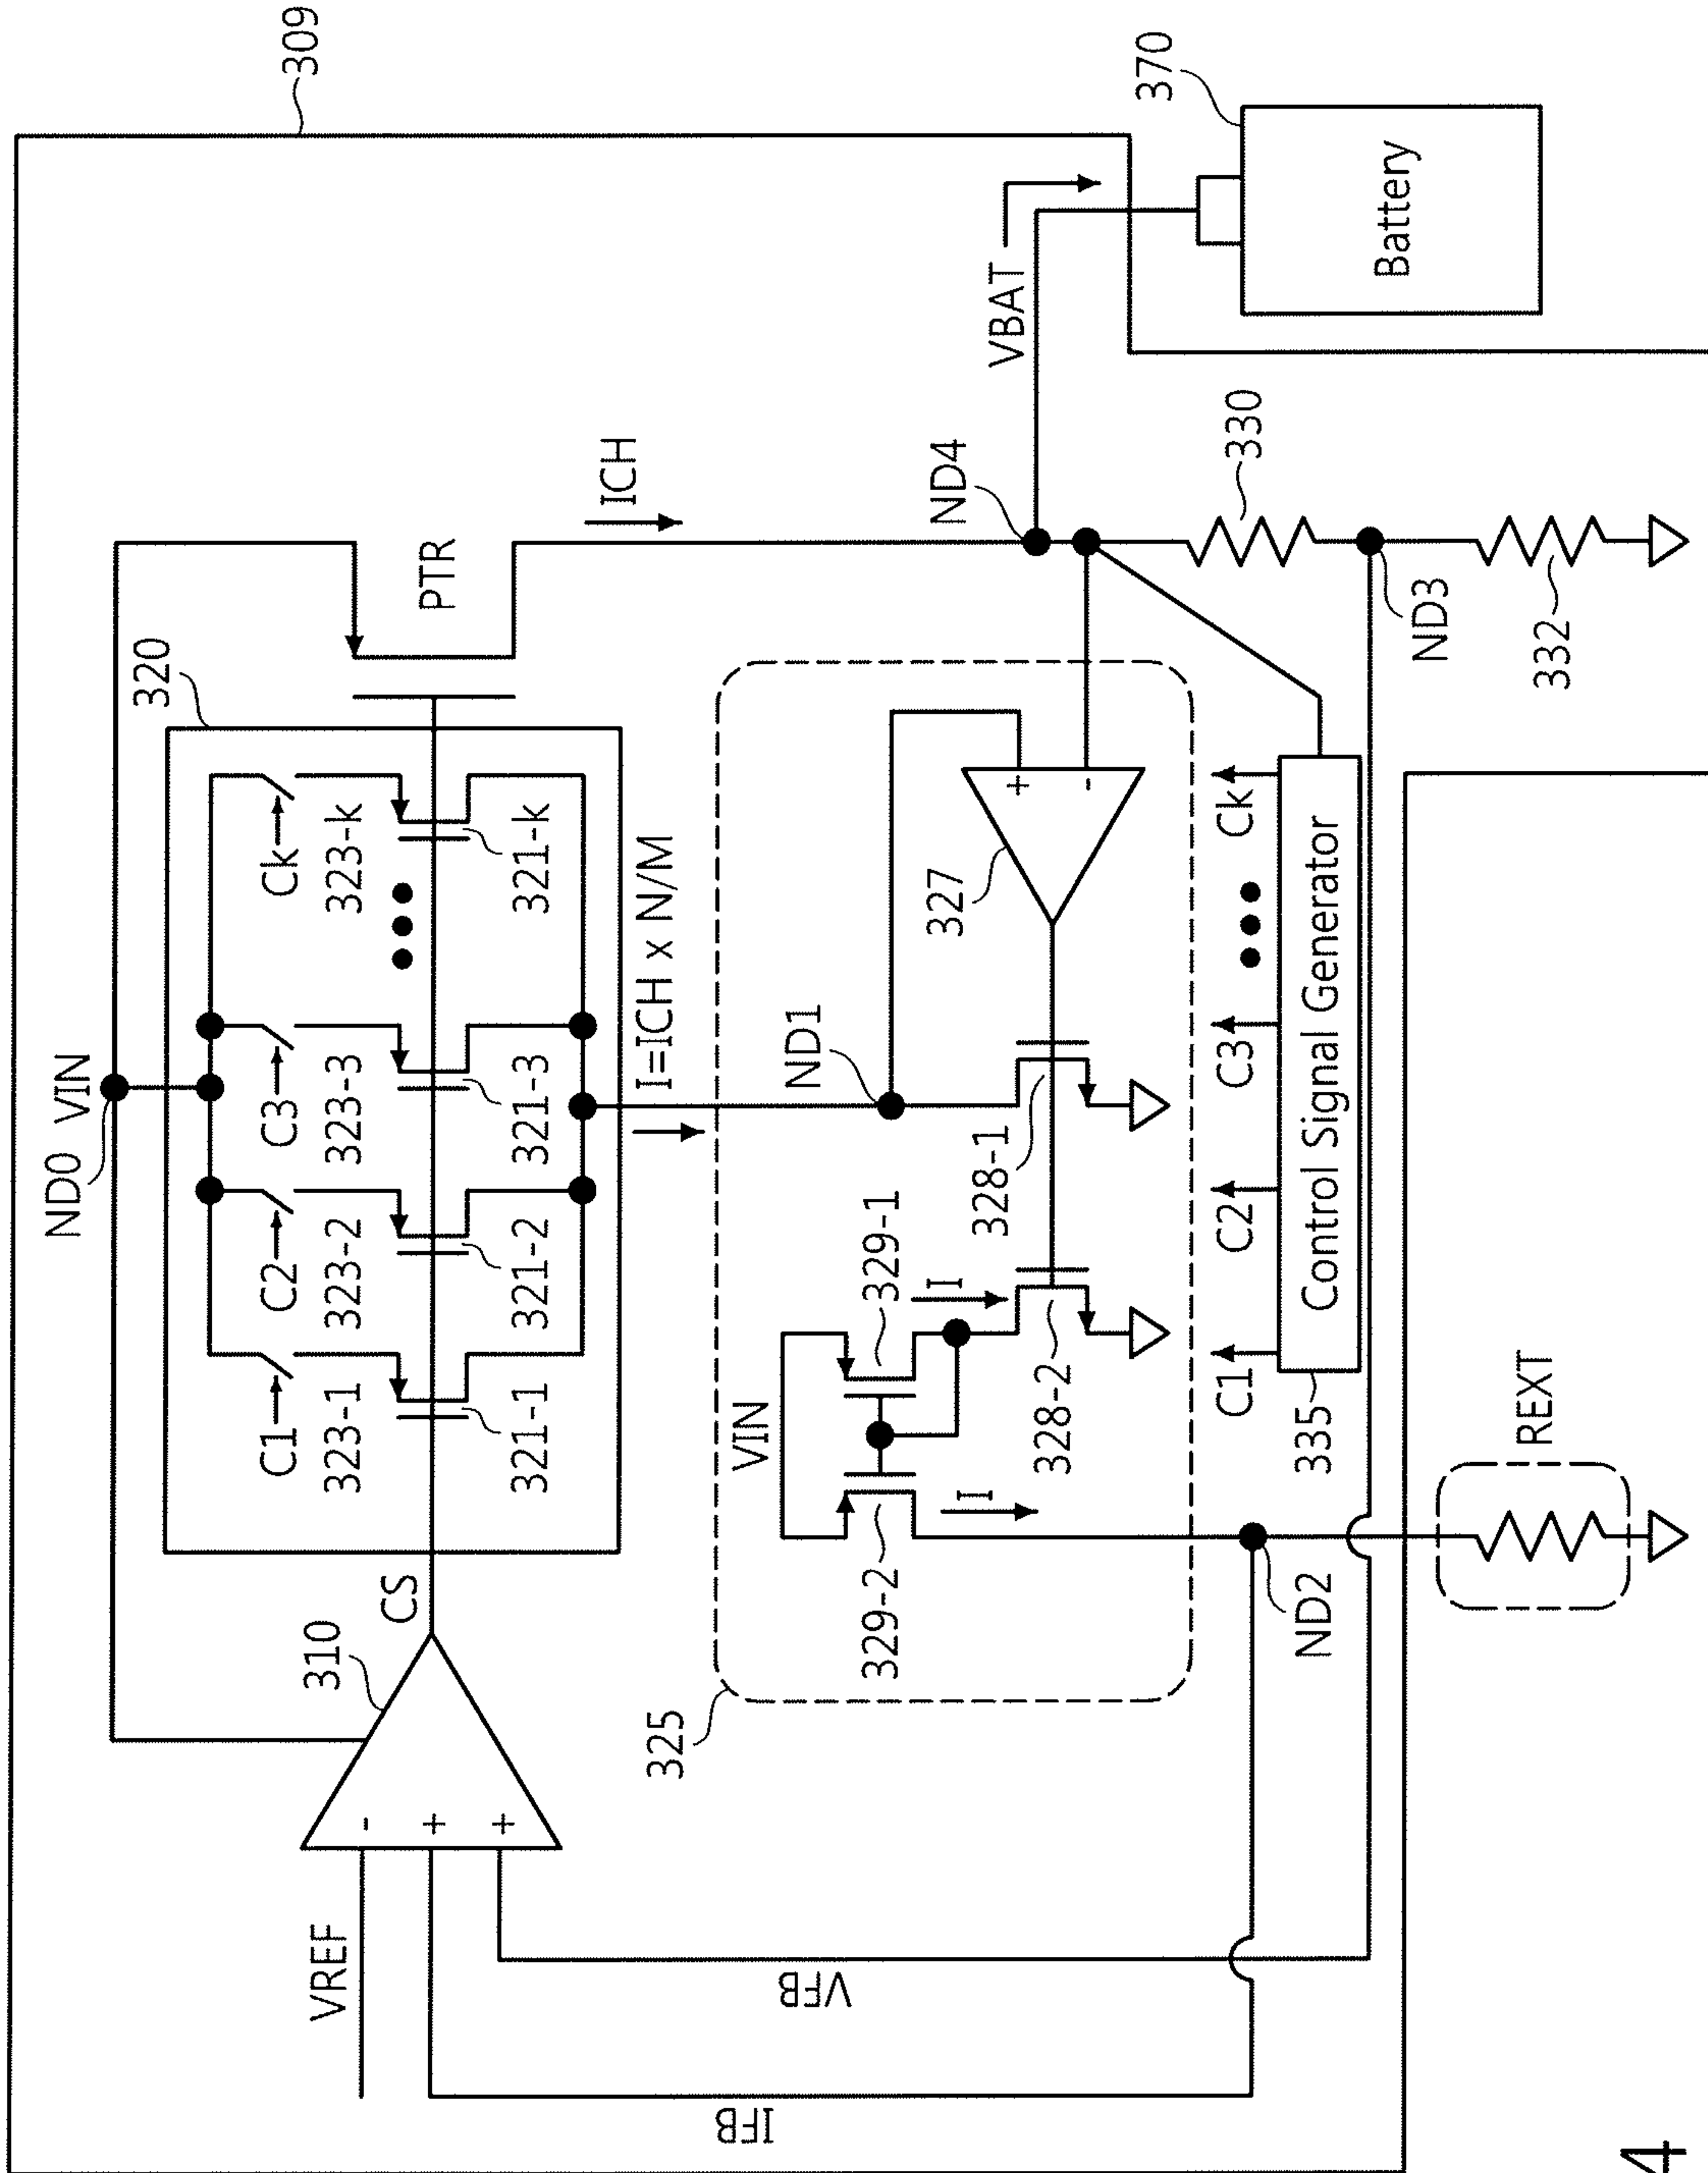 309
ND0 VIN
320
310
CS
C1
C2
C3
Ck
323-1
323-2
323-3
323-k
321-1
321-2
321-3
321-k
PTR
ICH
I=ICH x N/M
VREF
-
+
+
325
VIN
329-2
329-1
I
I
328-2
328-1
ND1
327
+
-
ND4
VBAT
370
Battery
VFB
IFB
C1
C2
C3
Ck
335
Control Signal Generator
330
ND3
332
ND2
REXT
4